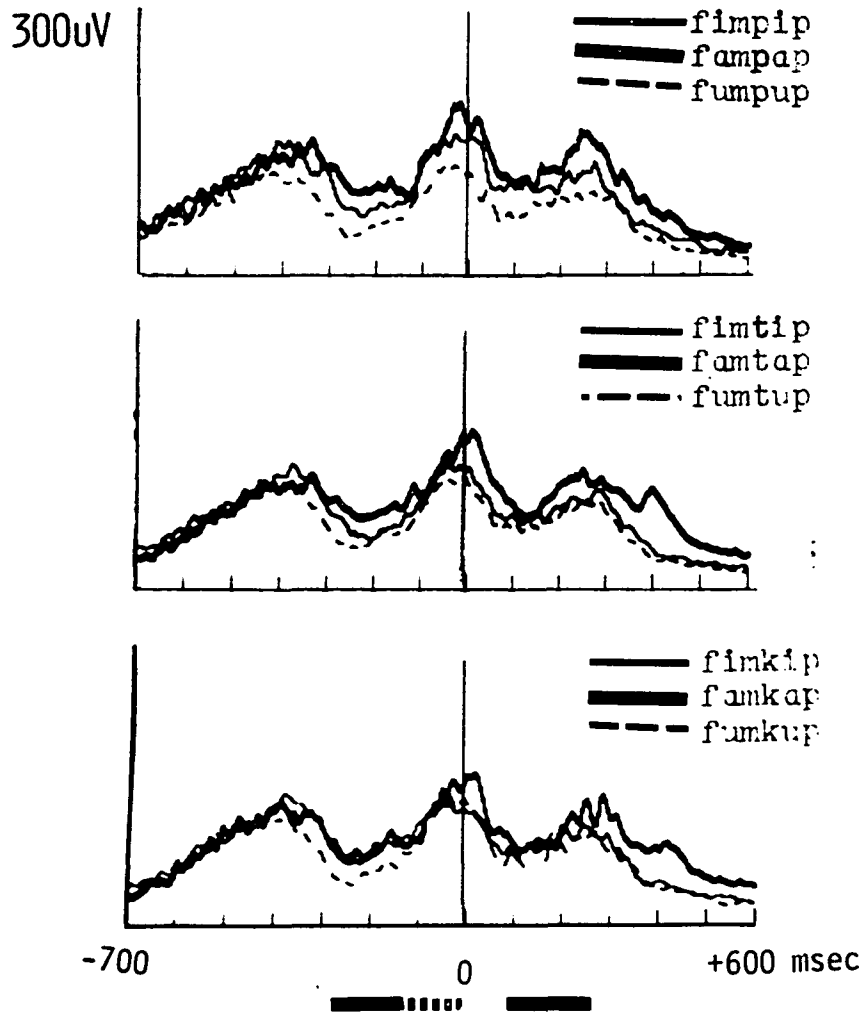 300uV
fimpip
fampap
fumpup
fimtip
famtap
fumtup
fimkip
famkap
fumkup
-700 0 +600 msec